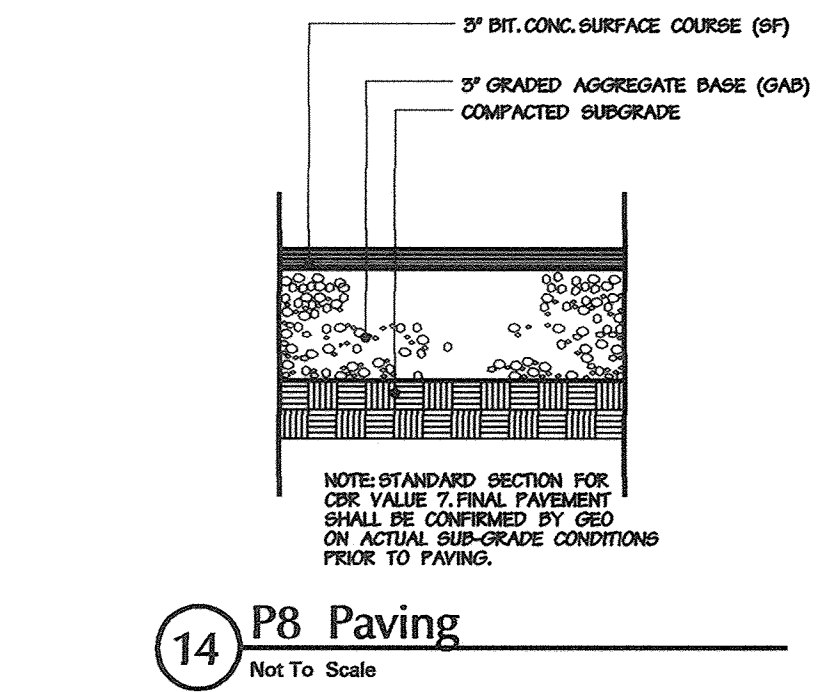 3" BIT. CONC. SURFACE COURSE (SF)
3" GRADED AGGREGATE BASE (GAB)
COMPACTED SUBGRADE
NOTE: STANDARD SECTION FOR
CBR VALUE 7. FINAL PAVEMENT
SHALL BE CONFIRMED BY GEO
ON ACTUAL SUB-GRADE CONDITIONS
PRIOR TO PAVING.
14
P8 Paving
Not To Scale